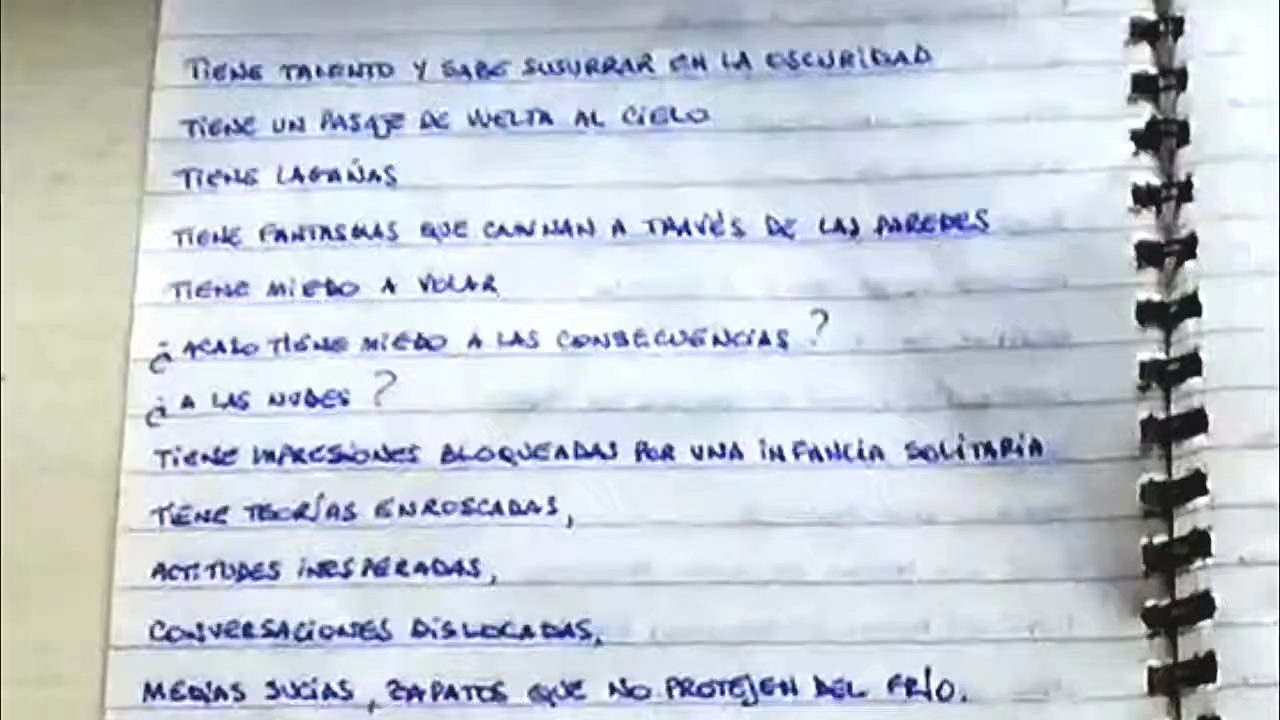 TIENE TALENTO Y SABE SUSURRAR EN LA OSCURIDAD
TIENE UN PASAJE DE VUELTA AL CIELO
TIENE LAGAÑAS
TIENE FANTASMAS QUE CAMINAN A TRAVÉS DE LAS PAREDES
TIENE MIEDO A VOLAR
¿ACASO TIENE MIEDO A LAS CONSECUENCIAS?
¿A LAS NUBES?
TIENE IMPRESIONES BLOQUEADAS POR UNA INFANCIA SOLITARIA
TIENE TEORÍAS ENROSCADAS,
ACTITUDES INESPERADAS,
CONVERSACIONES DISLOCADAS,
MEDIAS SUCIAS, ZAPATOS QUE NO PROTEJEN DEL FRÍO.